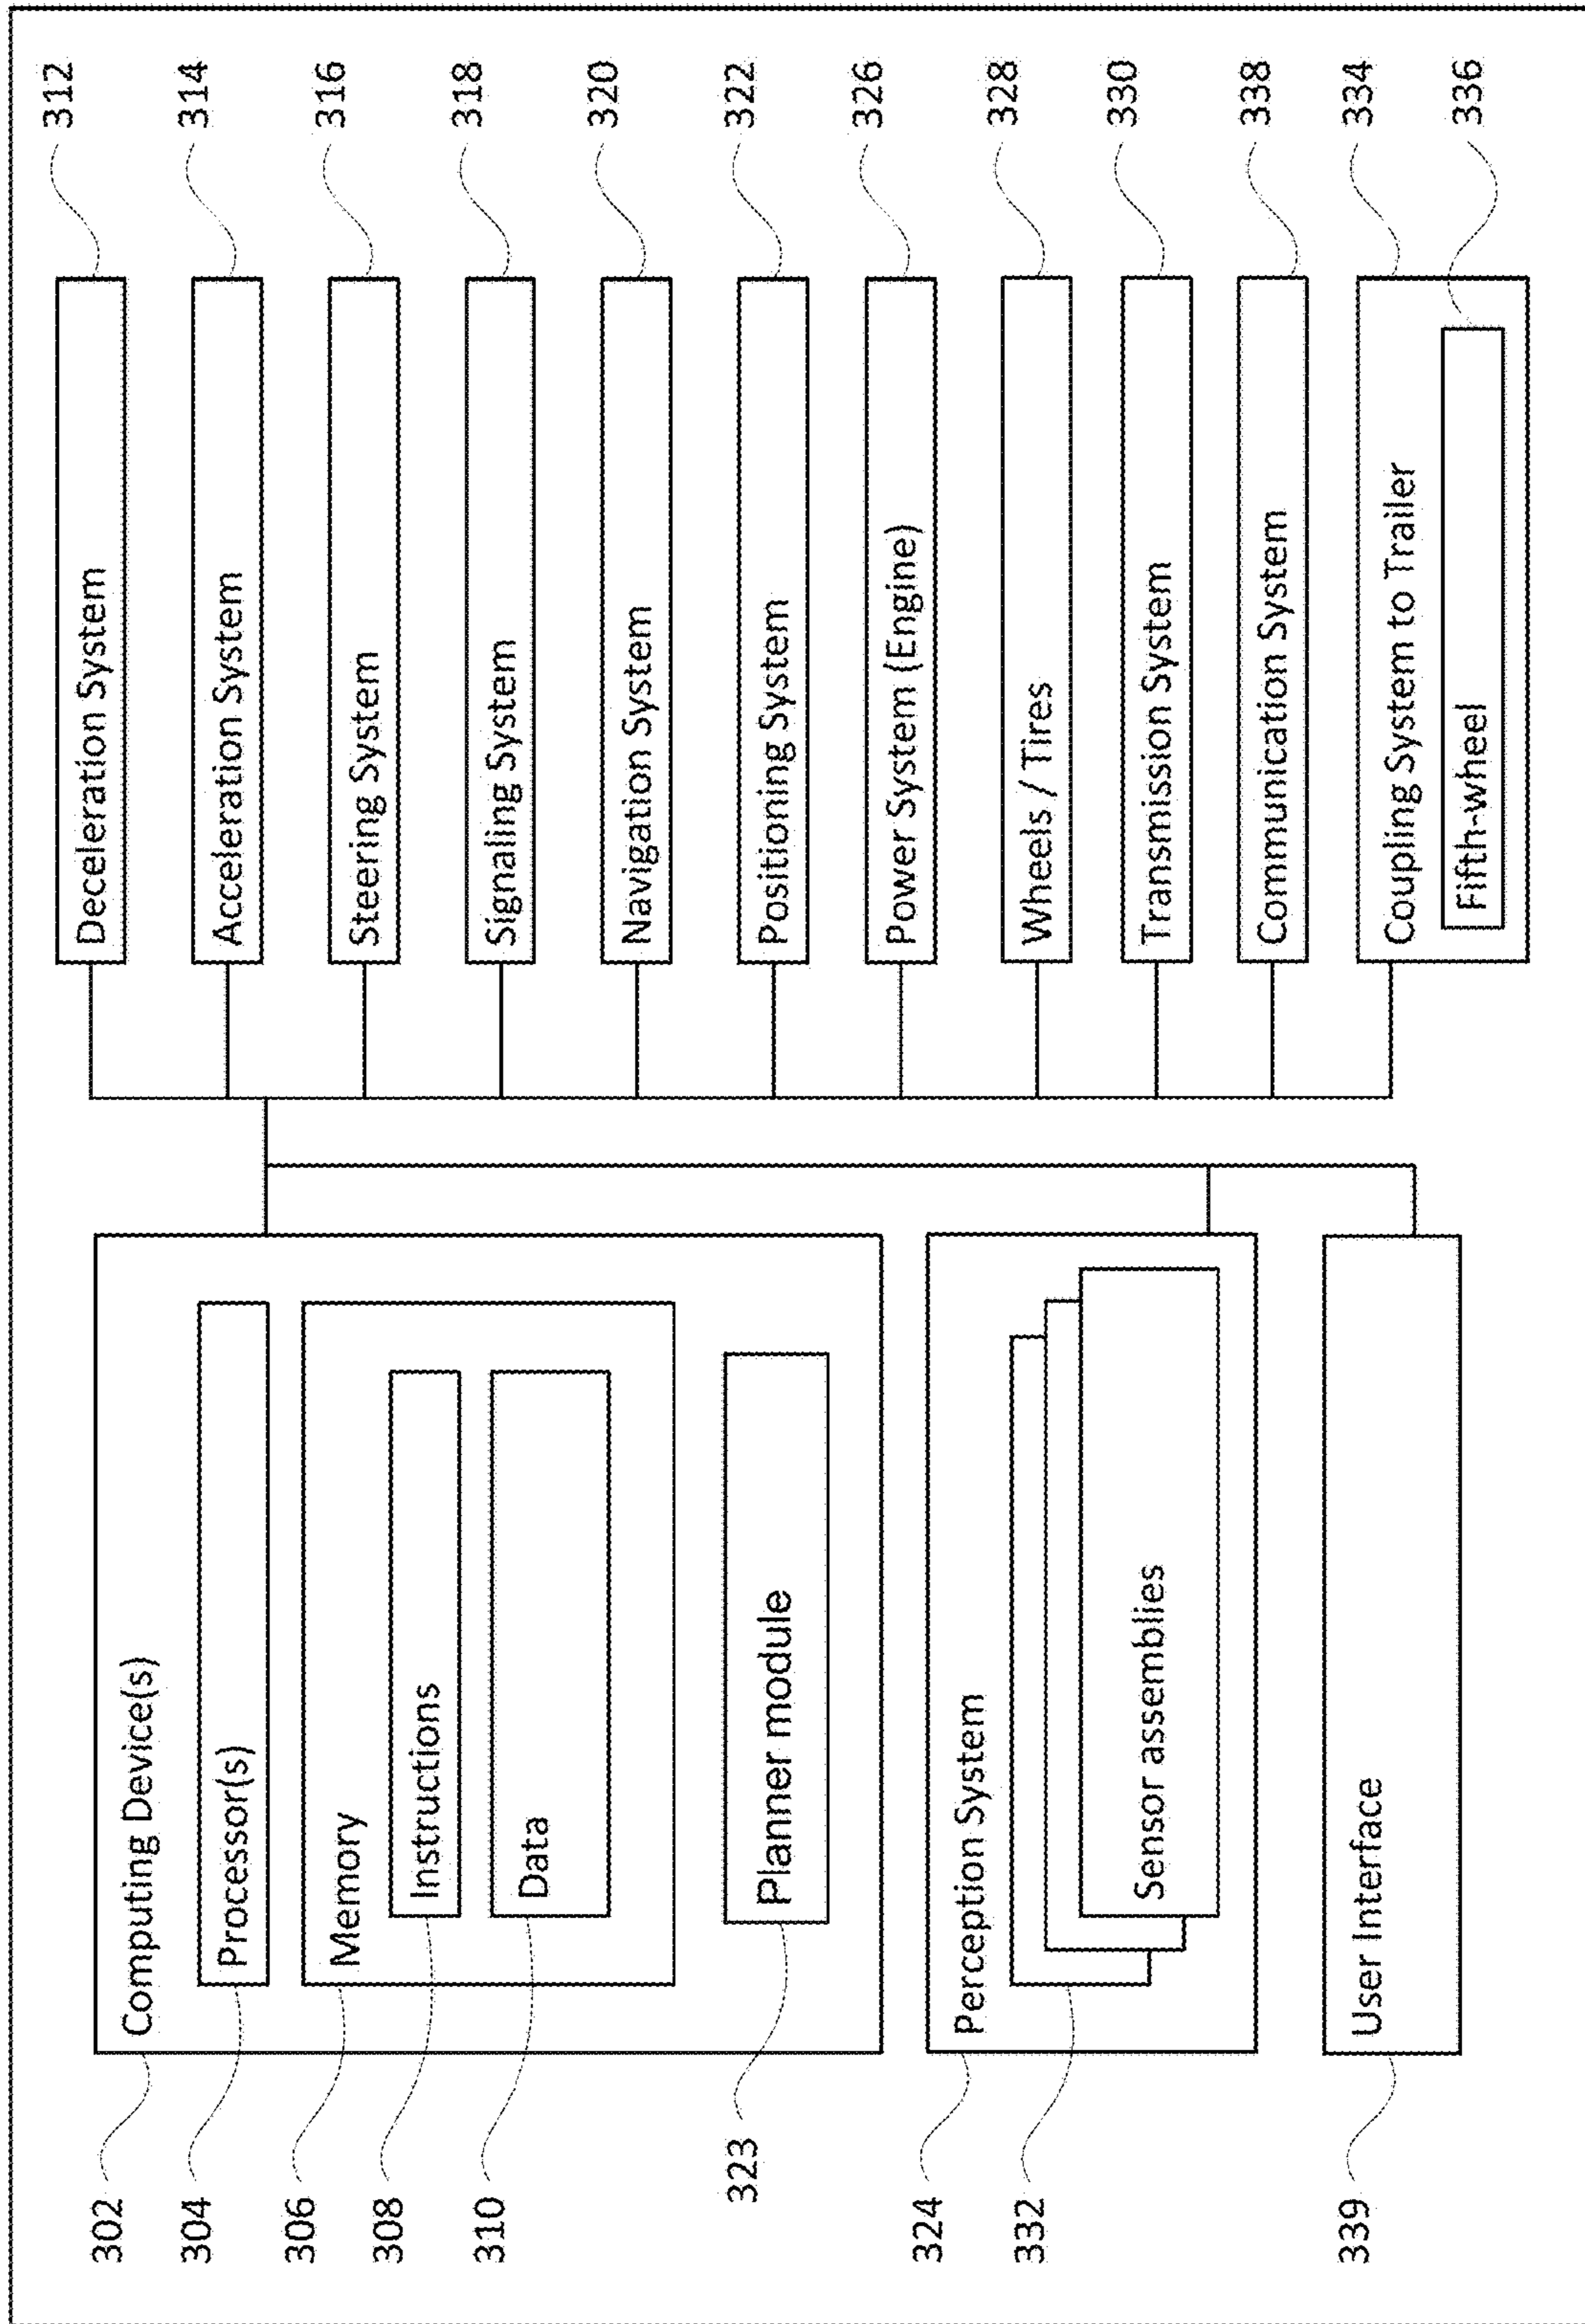 302
Computing Device(s)
304
Processor(s)
306
Memory
308
Instructions
310
Data
323
Planner module
324
Perception System
332
Sensor assemblies
339
User Interface
Deceleration System
312
Acceleration System
314
Steering System
316
Signaling System
318
Navigation System
320
Positioning System
322
Power System (Engine)
326
Wheels / Tires
328
Transmission System
330
Communication System
338
Coupling System to Trailer
334
Fifth-wheel
336